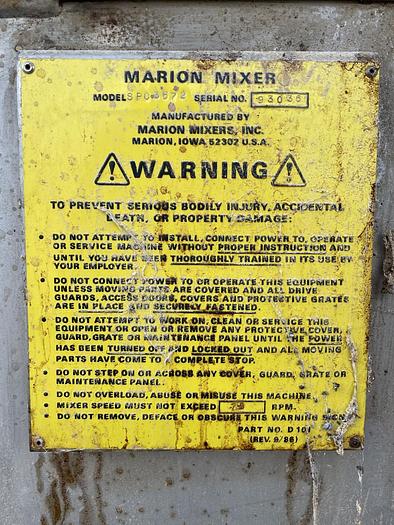 MARION MIXER
MODEL SPC3672 SERIAL NO. 93036
MANUFACTURED BY
MARION MIXERS, INC.
MARION, IOWA 52302 U.S.A.
WARNING
TO PREVENT SERIOUS BODILY INJURY, ACCIDENTAL
DEATH, OR PROPERTY DAMAGE:
• DO NOT ATTEMPT TO INSTALL, CONNECT POWER TO, OPERATE
OR SERVICE MACHINE WITHOUT PROPER INSTRUCTION AND
UNTIL YOU HAVE BEEN THOROUGHLY TRAINED IN ITS USE BY
YOUR EMPLOYER.
• DO NOT CONNECT POWER TO OR OPERATE THIS EQUIPMENT
UNLESS MOVING PARTS ARE COVERED AND ALL DRIVE
GUARDS, ACCESS DOORS, COVERS AND PROTECTIVE GRATES
ARE IN PLACE AND SECURELY FASTENED.
• DO NOT ATTEMPT TO WORK ON, CLEAN OR SERVICE THIS
EQUIPMENT OR OPEN OR REMOVE ANY PROTECTIVE COVER,
GUARD, GRATE OR MAINTENANCE PANEL UNTIL THE POWER
HAS BEEN TURNED OFF AND LOCKED OUT AND ALL MOVING
PARTS HAVE COME TO A COMPLETE STOP.
• DO NOT STEP ON OR ACROSS ANY COVER, GUARD, GRATE OR
MAINTENANCE PANEL.
• DO NOT OVERLOAD, ABUSE OR MISUSE THIS MACHINE.
• MIXER SPEED MUST NOT EXCEED RPM.
• DO NOT REMOVE, DEFACE OR OBSCURE THIS WARNING SIGN
PART NO. D 101
(REV. 9/86)